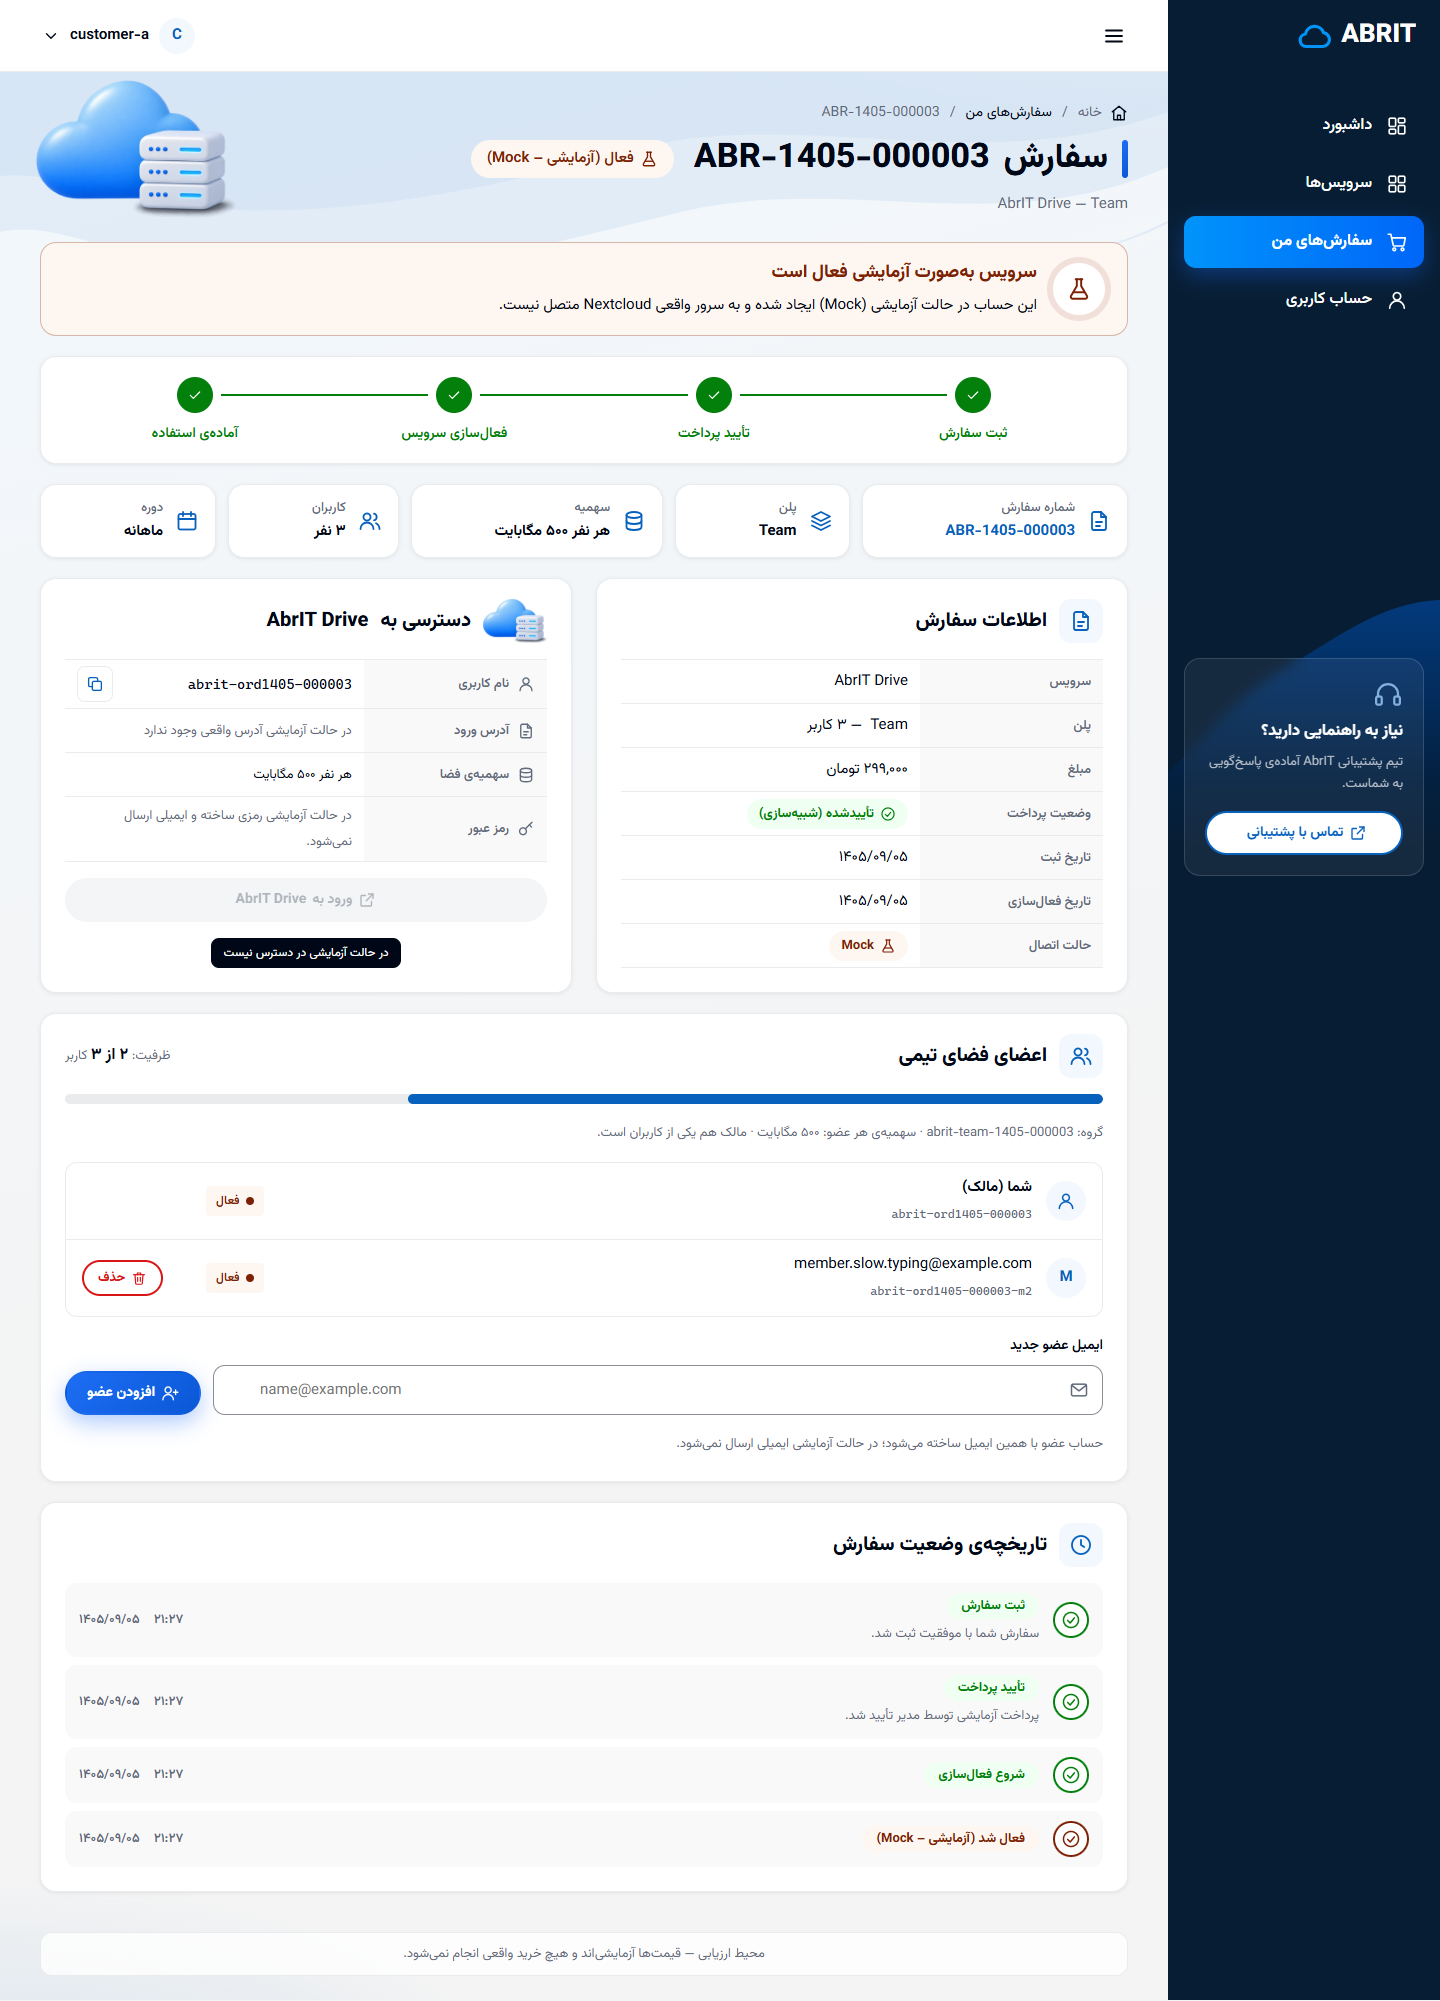 ABRIT
داشبورد
سرویس‌ها
سفارش‌های من
حساب کاربری
نیاز به راهنمایی دارید؟
تیم پشتیبانی AbrIT آماده‌ی پاسخ‌گویی
به شماست.
تماس با پشتیبانی
C customer-a
خانه / سفارش‌های من / ABR-1405-000003
سفارش ABR-1405-000003
فعال (آزمایشی – Mock)
AbrIT Drive — Team
سرویس به‌صورت آزمایشی فعال است
این حساب در حالت آزمایشی (Mock) ایجاد شده و به سرور واقعی Nextcloud متصل نیست.
ثبت سفارش
تأیید پرداخت
فعال‌سازی سرویس
آماده‌ی استفاده
شماره سفارش
ABR-1405-000003
پلن
Team
سهمیه
هر نفر ۵۰۰ مگابایت
کاربران
۳ نفر
دوره
ماهانه
اطلاعات سفارش
سرویس AbrIT Drive
پلن Team — ۳ کاربر
مبلغ ۲۹۹,۰۰۰ تومان
وضعیت پرداخت تأییدشده (شبیه‌سازی)
تاریخ ثبت ۱۴۰۵/۰۹/۰۵
تاریخ فعال‌سازی ۱۴۰۵/۰۹/۰۵
حالت اتصال Mock
دسترسی به AbrIT Drive
نام کاربری abrit-ord1405-000003
آدرس ورود در حالت آزمایشی آدرس واقعی وجود ندارد
سهمیه‌ی فضا هر نفر ۵۰۰ مگابایت
رمز عبور در حالت آزمایشی رمزی ساخته و ایمیلی ارسال
نمی‌شود.
ورود به AbrIT Drive
در حالت آزمایشی در دسترس نیست
اعضای فضای تیمی
ظرفیت: ۲ از ۳ کاربر
گروه: abrit-team-1405-000003 · سهمیه‌ی هر عضو: ۵۰۰ مگابایت · مالک هم یکی از کاربران است.
شما (مالک)
abrit-ord1405-000003
فعال
M
member.slow.typing@example.com
abrit-ord1405-000003-m2
فعال
حذف
ایمیل عضو جدید
name@example.com
افزودن عضو
حساب عضو با همین ایمیل ساخته می‌شود؛ در حالت آزمایشی ایمیلی ارسال نمی‌شود.
تاریخچه‌ی وضعیت سفارش
ثبت سفارش
سفارش شما با موفقیت ثبت شد.
۲۱:۲۷ ۱۴۰۵/۰۹/۰۵
تأیید پرداخت
پرداخت آزمایشی توسط مدیر تأیید شد.
۲۱:۲۷ ۱۴۰۵/۰۹/۰۵
شروع فعال‌سازی
۲۱:۲۷ ۱۴۰۵/۰۹/۰۵
فعال شد (آزمایشی – Mock)
۲۱:۲۷ ۱۴۰۵/۰۹/۰۵
محیط ارزیابی — قیمت‌ها آزمایشی‌اند و هیچ خرید واقعی انجام نمی‌شود.